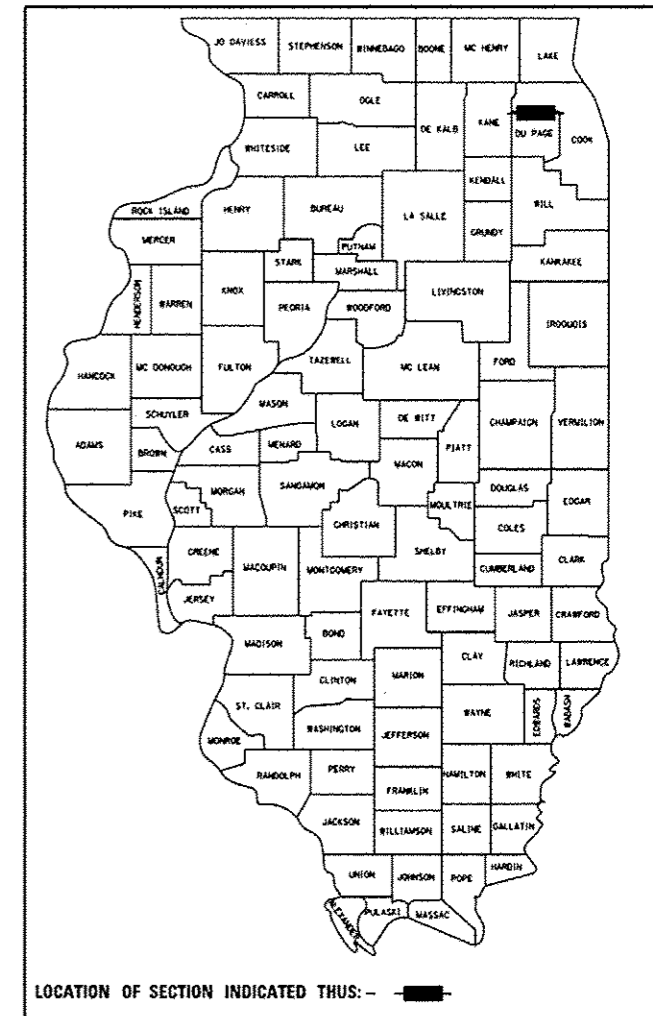 JO DAVIESS STEPHENSON WINNEBAGO BOONE MC HENRY LAKE
CARROLL OGLE DE KALB KANE DU PAGE COOK
WHITESIDE LEE
KENDALL
ROCK ISLAND HENRY BUREAU LA SALLE GRUNDY WILL
MERCER PUTNAM KANKAKEE
STARK MARSHALL
HENDERSON WARREN KNOX PEORIA WOODFORD LIVINGSTON IROQUOIS
HANCOCK MC DONOUGH FULTON TAZEWELL MC LEAN FORD
SCHUYLER MASON LOGAN DE WITT PIATT CHAMPAIGN VERMILION
ADAMS BROWN CASS MENARD MACON
PIKE SCOTT MORGAN SANGAMON CHRISTIAN MOULTRIE DOUGLAS EDGAR
COLES
CALHOUN GREENE MACOUPIN MONTGOMERY SHELBY CUMBERLAND CLARK
JERSEY FAYETTE EFFINGHAM JASPER CRAWFORD
MADISON BOND CLAY RICHLAND LAWRENCE
CLINTON MARION
ST. CLAIR WAYNE EDWARDS WABASH
MONROE WASHINGTON JEFFERSON
RANDOLPH PERRY FRANKLIN HAMILTON WHITE
JACKSON WILLIAMSON SALINE GALLATIN
UNION JOHNSON POPE HARDIN
ALEXANDER PULASKI MASSAC
LOCATION OF SECTION INDICATED THUS: -